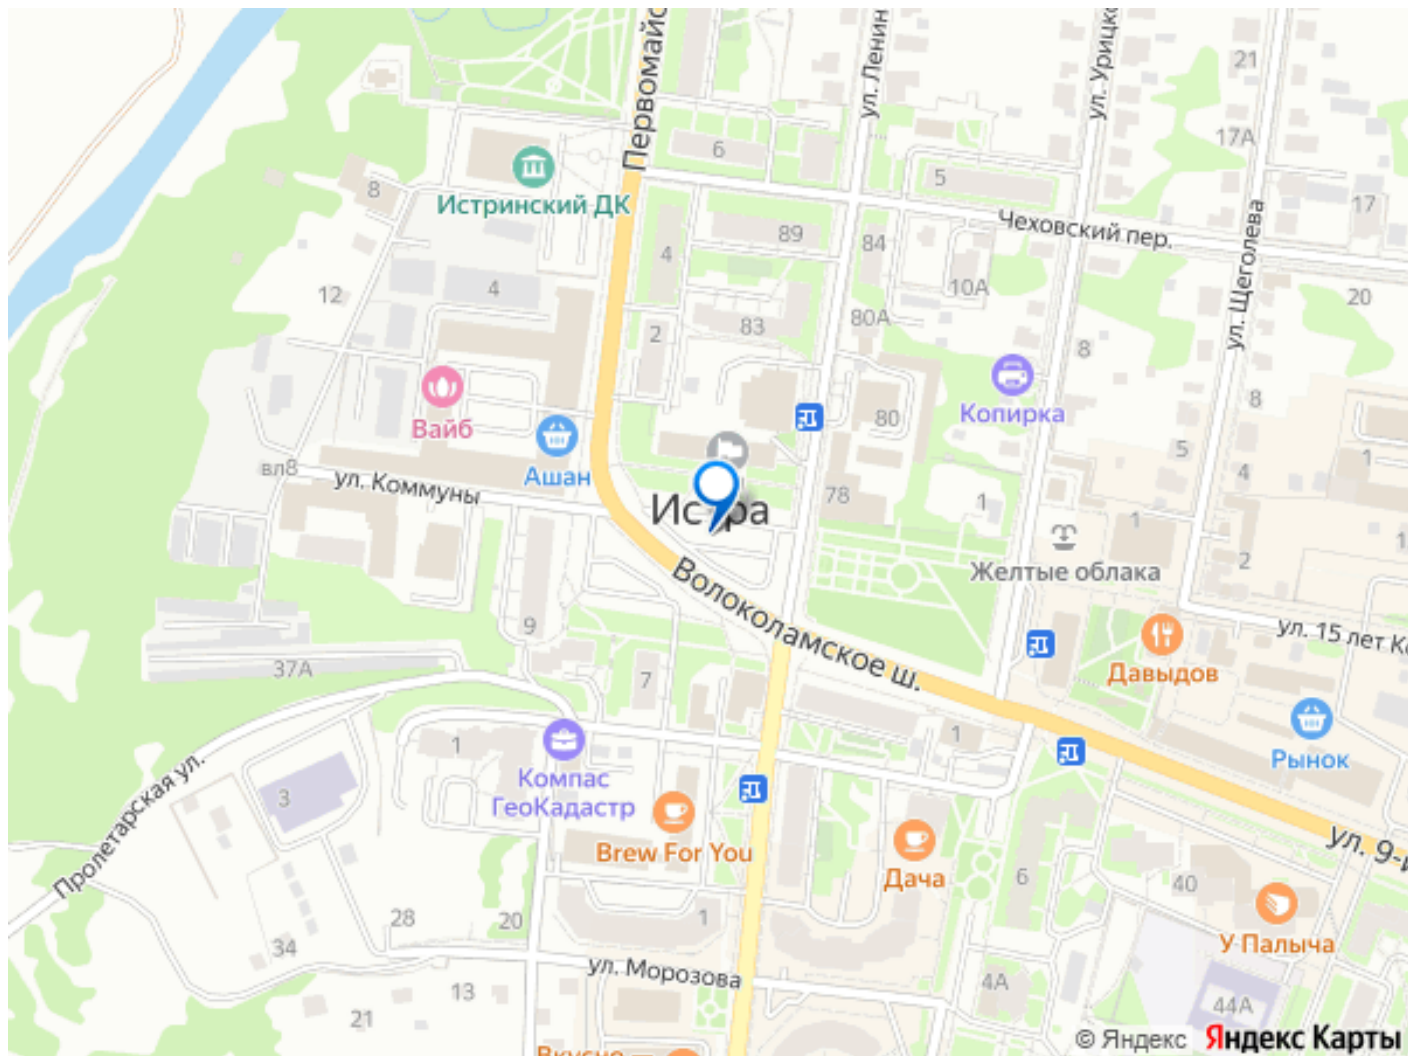 Первомайс
ул. Ленин
ул. Урицко
21
17А
6
5
8
Истринский ДК
Чеховский пер.
17
ул. Щеголева
89
84
4
4
12
10А
20
83
80А
2
8
Вайб
Копирка
80
8
Ашан
вл8
ул. Коммуны
5
4
1
Истра
78
1
1
2
Желтые облака
Волоколамское ш.
9
ул. 15 лет К
37А
7
Давыдов
1
1
Рынок
Компас
ГеоКадастр
3
Пролетарская ул.
Brew For You
Дача
6
40
ул. 9-
28
20
1
34
У Палыча
ул. Морозова
13
4А
44А
21
Вкусно
© Яндекс Яндекс Карты